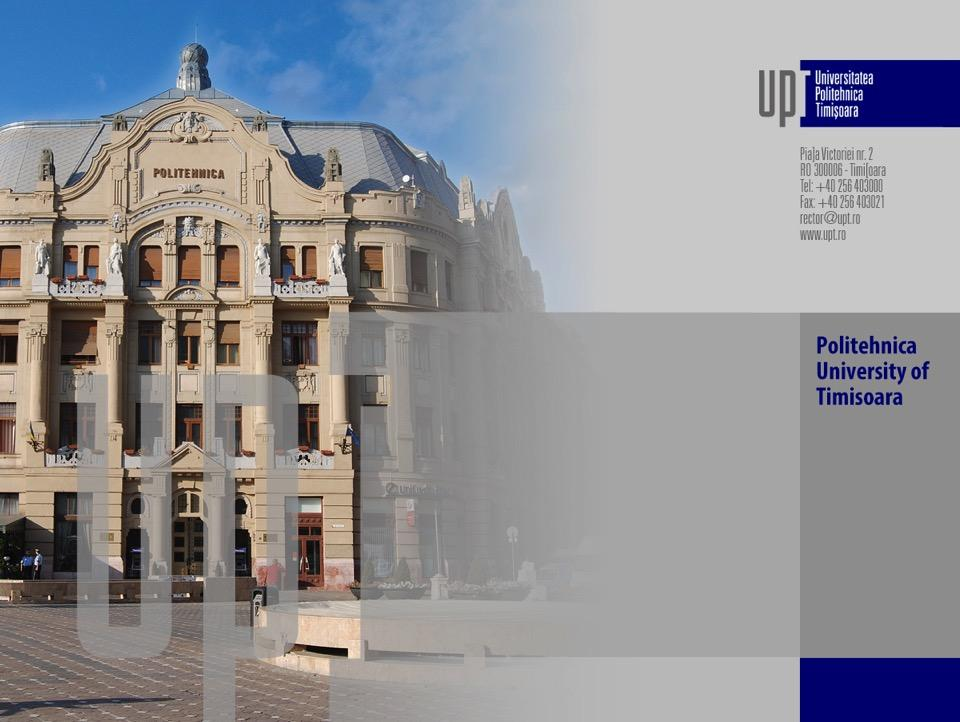 POLITEHNICA
upt
Universitatea
Politehnica
Timişoara
Piaţa Victoriei nr. 2
RO 300006 - Timişoara
Tel: +40 256 403000
Fax: +40 256 403021
rector@upt.ro
www.upt.ro
Politehnica
University of
Timisoara
upt